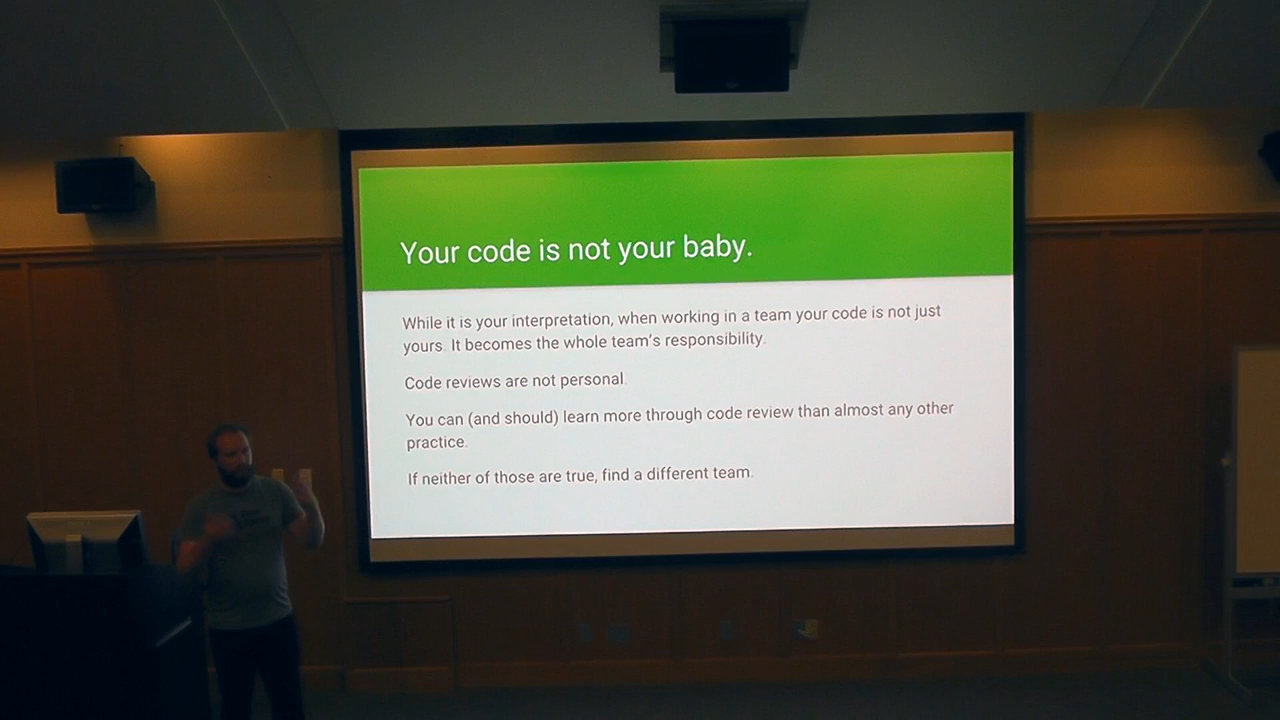 Your code is not your baby.
While it is your interpretation, when working in a team your code is not just
yours. It becomes the whole team's responsibility.
Code reviews are not personal.
You can (and should) learn more through code review than almost any other
practice.
If neither of those are true, find a different team.